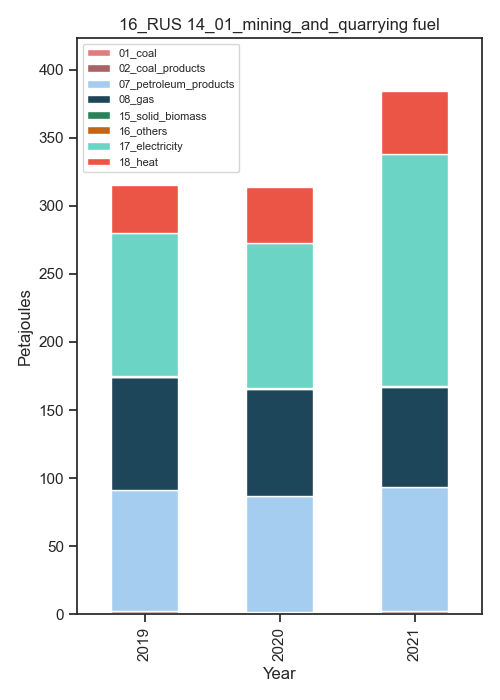 16_RUS 14_01_mining_and_quarrying fuel
01_coal
02_coal_products
07_petroleum_products
08_gas
15_solid_biomass
16_others
17_electricity
18_heat
400
350
300
250
200
150
100
50
0
Petajoules
2019
2020
2021
Year